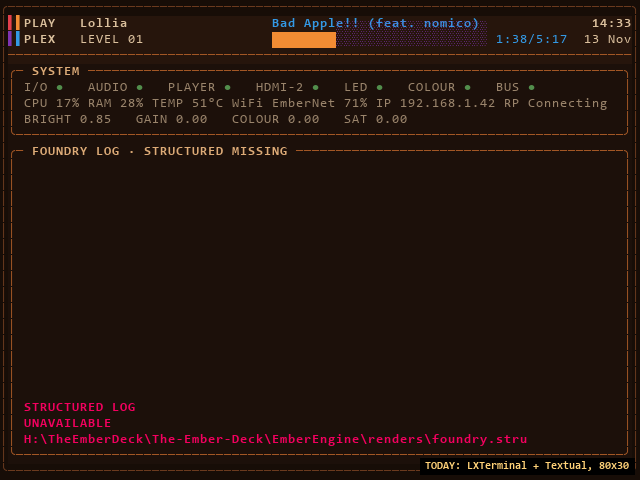 PLAY Lollia Bad Apple!! (feat. nomico) 14:33
PLEX LEVEL 01 1:38/5:17 13 Nov
SYSTEM
I/O ● AUDIO ● PLAYER ● HDMI-2 ● LED ● COLOUR ● BUS ●
CPU 17% RAM 28% TEMP 51°C WiFi EmberNet 71% IP 192.168.1.42 RP Connecting
BRIGHT 0.85 GAIN 0.00 COLOUR 0.00 SAT 0.00
FOUNDRY LOG · STRUCTURED MISSING
STRUCTURED LOG
UNAVAILABLE
H:\TheEmberDeck\The-Ember-Deck\EmberEngine\renders\foundry.stru
TODAY: LXTerminal + Textual, 80x30